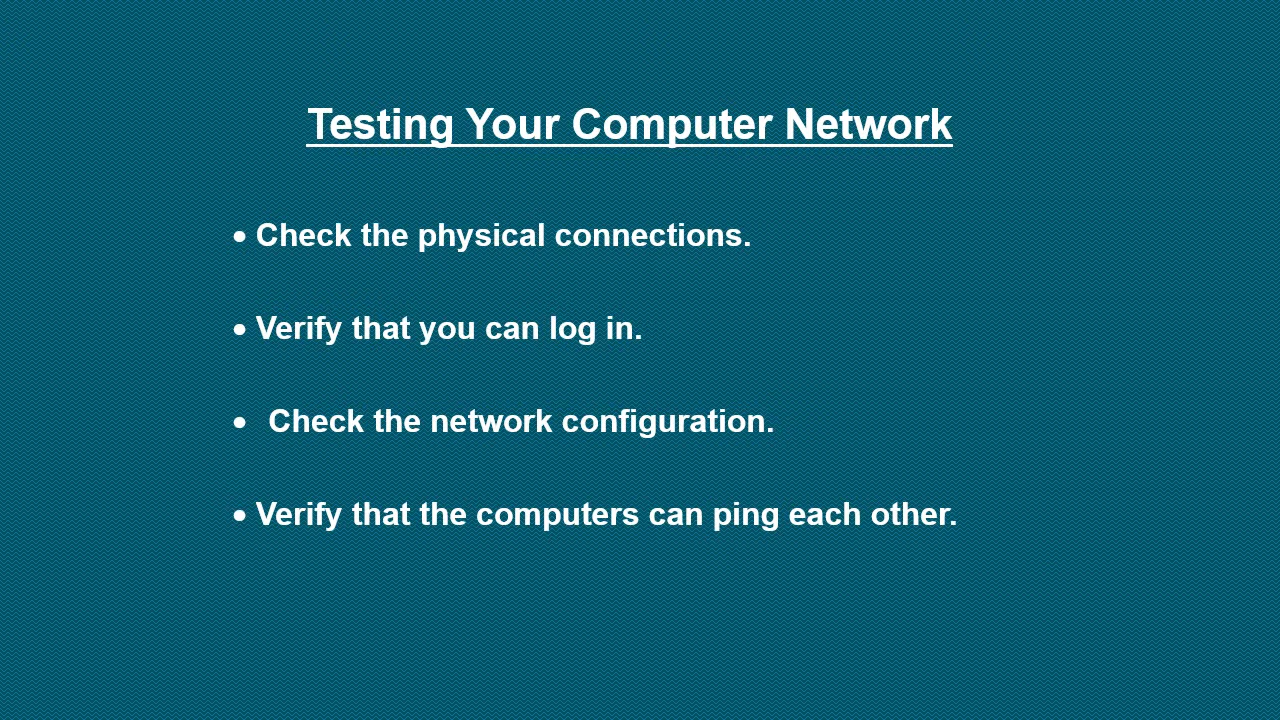 Testing Your Computer Network
• Check the physical connections.
• Verify that you can log in.
• Check the network configuration.
• Verify that the computers can ping each other.